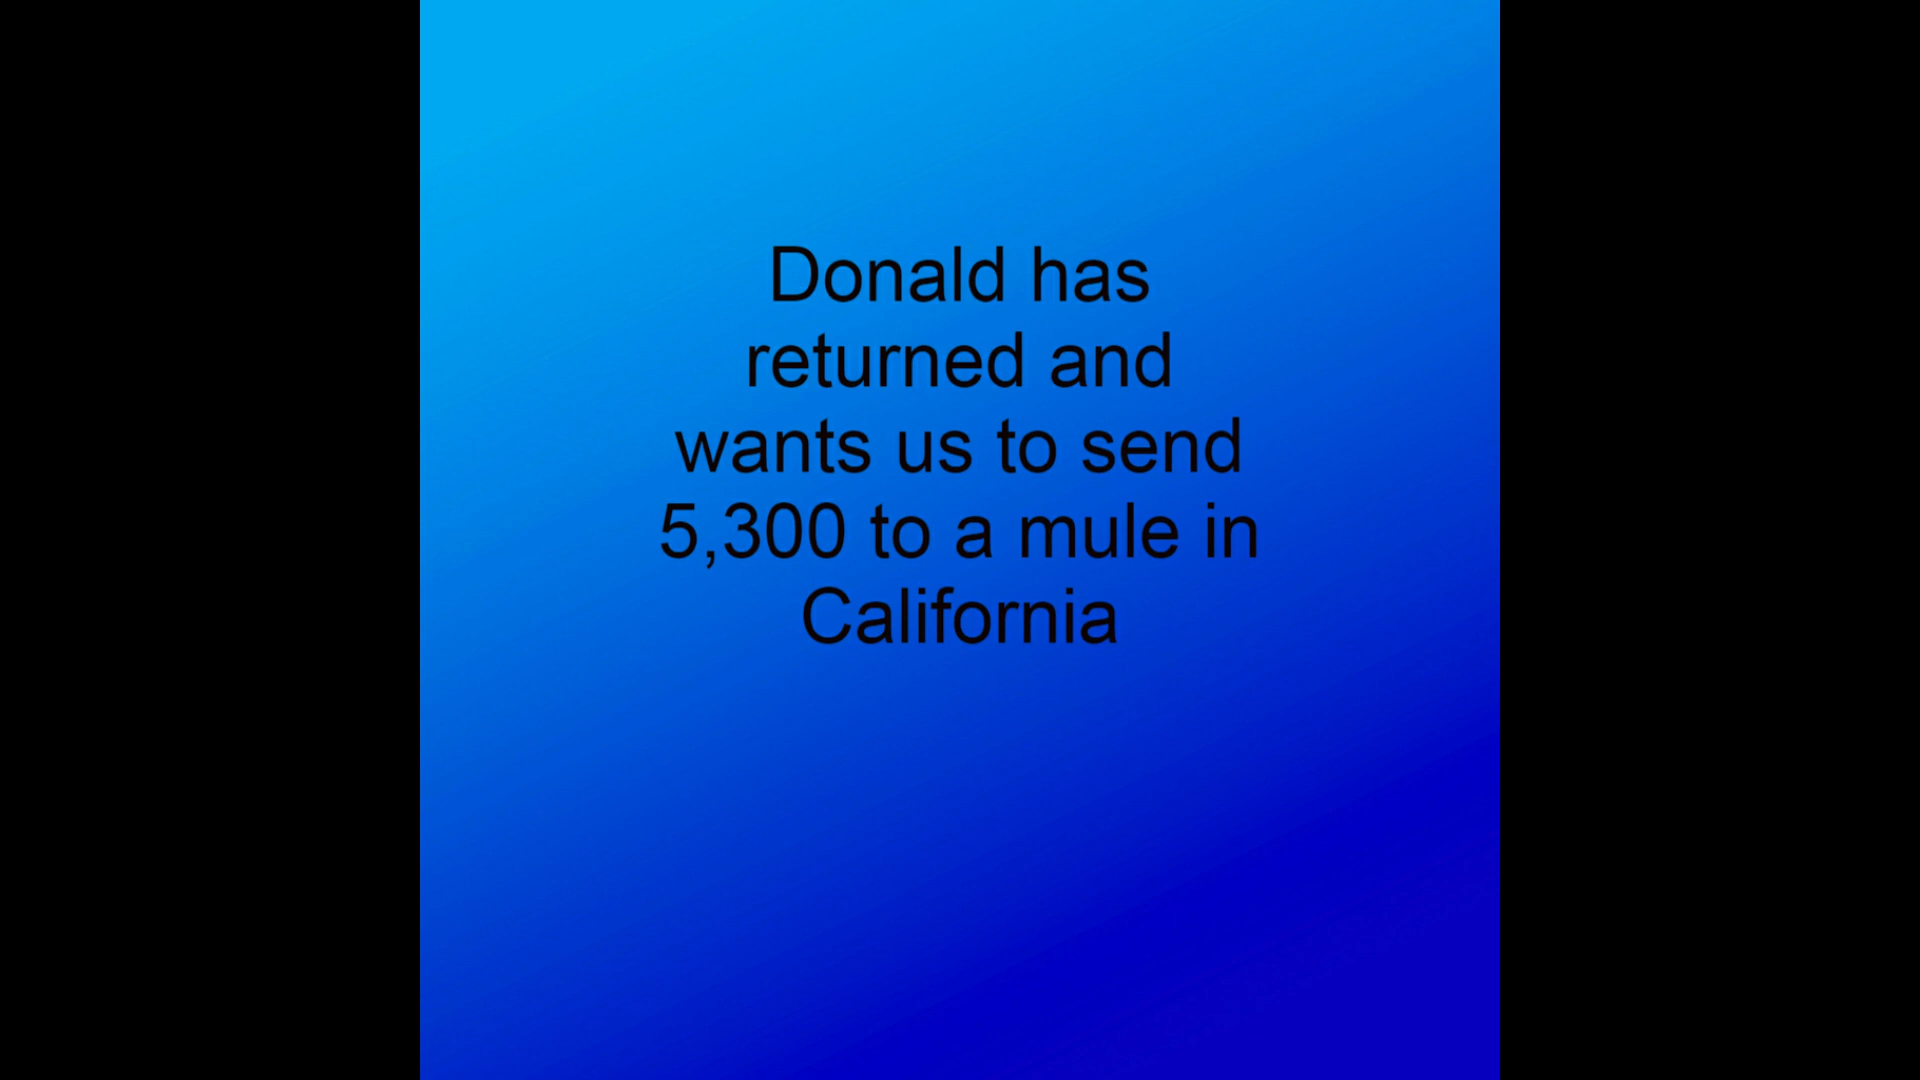 Donald has
returned and
wants us to send
5,300 to a mule in
California